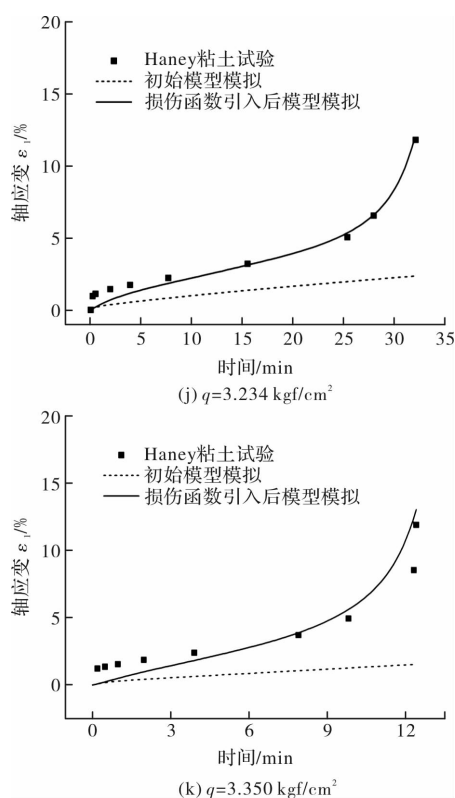 20
Haney粘土试验
初始模型模拟
15
损伤函数引入后模型模拟
轴应变 ε₁/%
10
5
0
0 5 10 15 20 25 30 35
时间/min
(j) q=3.234 kgf/cm²
20
Haney粘土试验
15
初始模型模拟
损伤函数引入后模型模拟
轴应变 ε₁/%
10
5
0
0 3 6 9 12
时间/min
(k) q=3.350 kgf/cm²